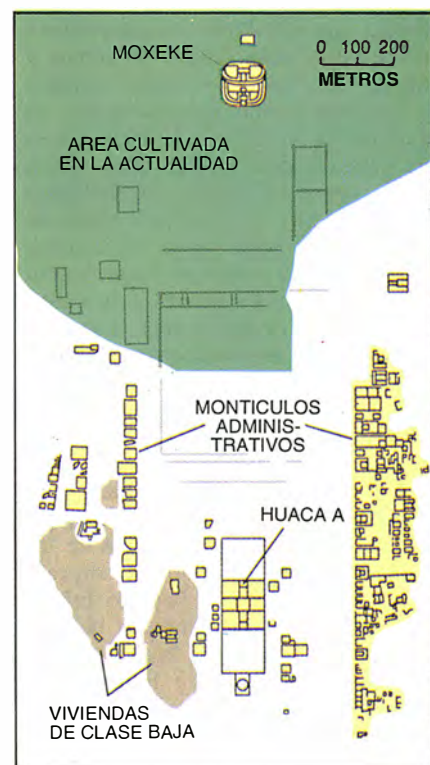 MOXEKE
0 100 200
METROS
AREA CULTIVADA
EN LA ACTUALIDAD
MONTICULOS
ADMINIS-
TRATIVOS
HUACA A
VIVIENDAS
DE CLASE BAJA